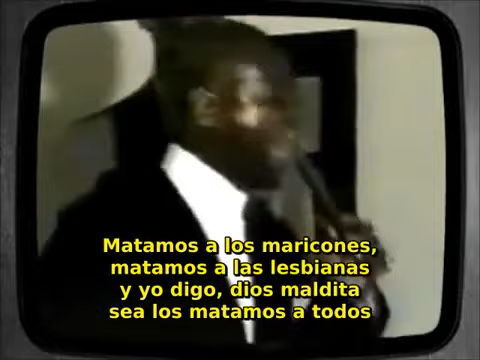 Matamos a los maricones,
matamos a las lesbianas
y yo digo, dios maldita
sea los matamos a todos